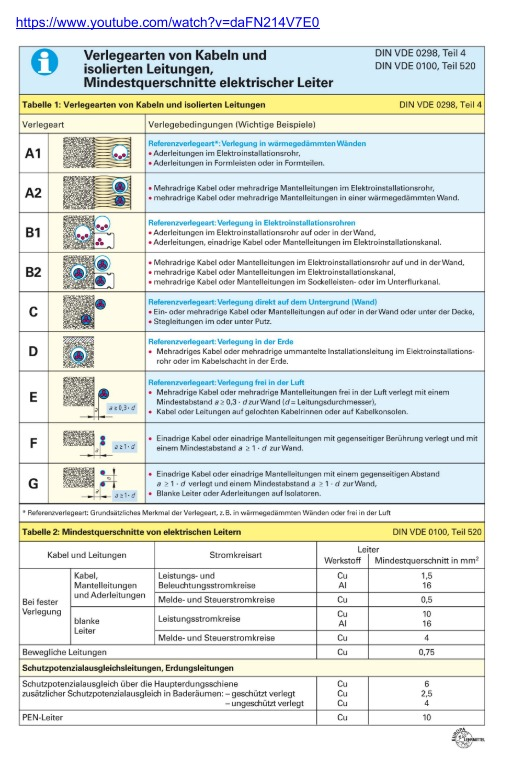 https://www.youtube.com/watch?v=daFN214V7E0
i
Verlegearten von Kabeln und
isolierten Leitungen,
Mindestquerschnitte elektrischer Leiter
DIN VDE 0298, Teil 4
DIN VDE 0100, Teil 520
Tabelle 1: Verlegearten von Kabeln und isolierten Leitungen DIN VDE 0298, Teil 4
Verlegeart Verlegebedingungen (Wichtige Beispiele)
A1
Referenzverlegeart*: Verlegung in wärmegedämmten Wänden
• Aderleitungen im Elektroinstallationsrohr,
• Aderleitungen in Formleisten oder in Formteilen.
A2
• Mehradrige Kabel oder mehradrige Mantelleitungen im Elektroinstallationsrohr,
• mehradrige Kabel oder mehradrige Mantelleitungen in einer wärmegedämmten Wand.
B1
Referenzverlegeart: Verlegung in Elektroinstallationsrohren
• Aderleitungen im Elektroinstallationsrohr auf oder in der Wand,
• Aderleitungen, einadrige Kabel oder Mantelleitungen im Elektroinstallationskanal.
B2
• Mehradrige Kabel oder Mantelleitungen im Elektroinstallationsrohr auf und in der Wand,
• mehradrige Kabel oder Mantelleitungen im Elektroinstallationskanal,
• mehradrige Kabel oder Mantelleitungen im Sockelleisten- oder im Unterflurkanal.
C
Referenzverlegeart: Verlegung direkt auf dem Untergrund (Wand)
• Ein- oder mehradrige Kabel oder Mantelleitungen auf oder in der Wand oder unter der Decke,
• Stegleitungen im oder unter Putz.
D
Referenzverlegeart: Verlegung in der Erde
• Mehradriges Kabel oder mehradrige ummantelte Installationsleitung im Elektroinstallations-
rohr oder im Kabelschacht in der Erde.
E
a
a ≥ 0,3 · d
Referenzverlegeart: Verlegung frei in der Luft
• Mehradrige Kabel oder mehradrige Mantelleitungen frei in der Luft verlegt mit einem
Mindestabstand a ≥ 0,3 · d zur Wand (d = Leitungsdurchmesser),
• Kabel oder Leitungen auf gelochten Kabelrinnen oder auf Kabelkonsolen.
F
a
a ≥ 1 · d
• Einadrige Kabel oder einadrige Mantelleitungen mit gegenseitiger Berührung verlegt und mit
einem Mindestabstand a ≥ 1 · d zur Wand.
G
a
a ≥ 1 · d
• Einadrige Kabel oder einadrige Mantelleitungen mit einem gegenseitigen Abstand
a ≥ 1 · d verlegt und einem Mindestabstand a ≥ 1 · d zur Wand,
• Blanke Leiter oder Aderleitungen auf Isolatoren.
* Referenzverlegeart: Grundsätzliches Merkmal der Verlegeart, z. B. in wärmegedämmten Wänden oder frei in der Luft
Tabelle 2: Mindestquerschnitte von elektrischen Leitern DIN VDE 0100, Teil 520
Kabel und Leitungen Stromkreisart Leiter
Werkstoff Mindestquerschnitt in mm²
Bei fester
Verlegung
Kabel,
Mantelleitungen
und Aderleitungen
Leistungs- und
Beleuchtungsstromkreise
Cu 1,5
Al 16
Melde- und Steuerstromkreise Cu 0,5
blanke
Leiter
Leistungsstromkreise
Cu 10
Al 16
Melde- und Steuerstromkreise Cu 4
Bewegliche Leitungen Cu 0,75
Schutzpotenzialausgleichsleitungen, Erdungsleitungen
Schutzpotenzialausgleich über die Haupterdungsschiene Cu 6
zusätzlicher Schutzpotenzialausgleich in Baderäumen: – geschützt verlegt Cu 2,5
– ungeschützt verlegt Cu 4
PEN-Leiter Cu 10
EUROPA
LEHRMITTEL